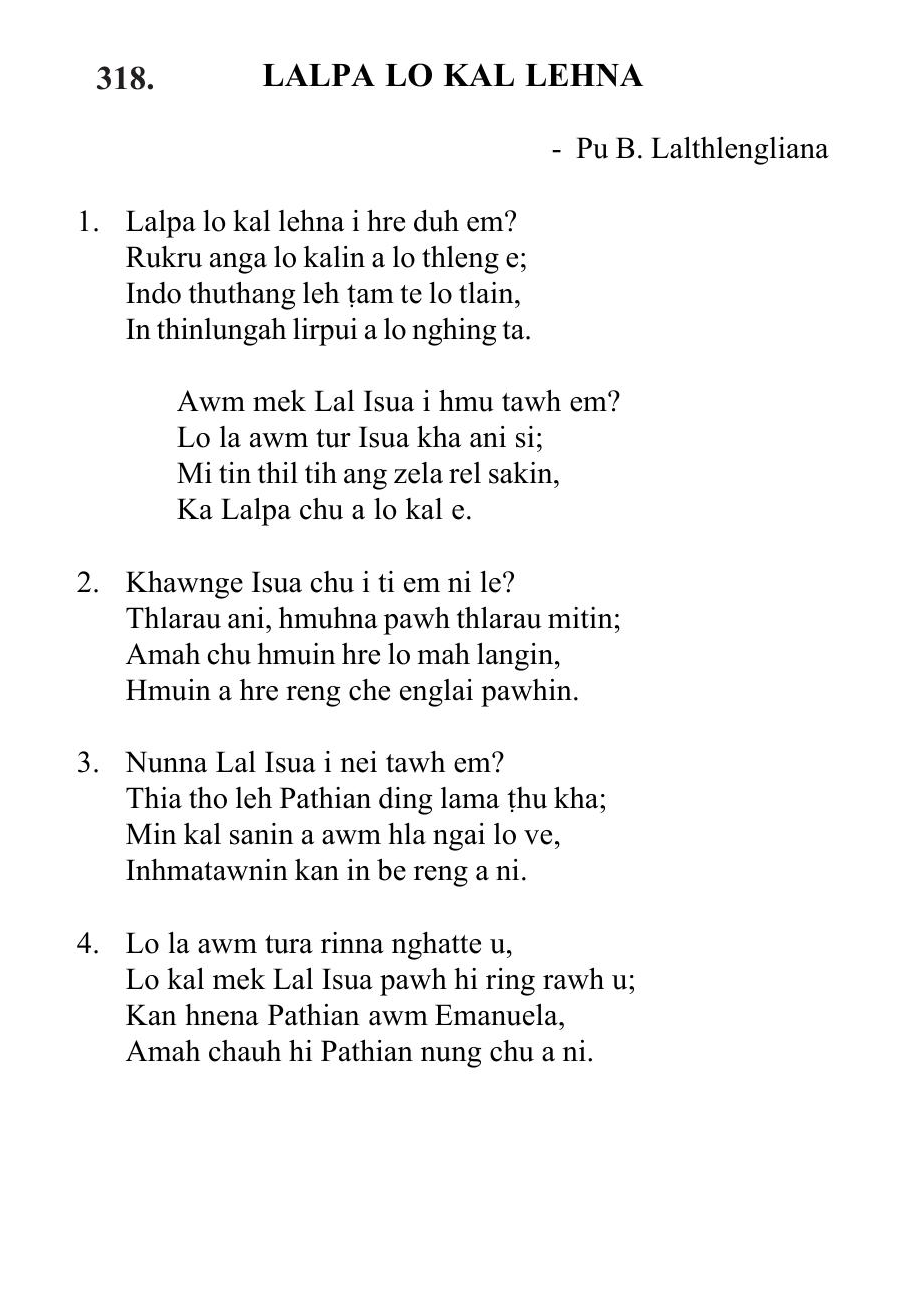 318. LALPA LO KAL LEHNA
- Pu B. Lalthlengliana
1. Lalpa lo kal lehna i hre duh em?
Rukru anga lo kalin a lo thleng e;
Indo thuthang leh ṭam te lo tlain,
In thinlungah lirpui a lo nghing ta.
Awm mek Lal Isua i hmu tawh em?
Lo la awm tur Isua kha ani si;
Mi tin thil tih ang zela rel sakin,
Ka Lalpa chu a lo kal e.
2. Khawnge Isua chu i ti em ni le?
Thlarau ani, hmuhna pawh thlarau mitin;
Amah chu hmuin hre lo mah langin,
Hmuin a hre reng che englai pawhin.
3. Nunna Lal Isua i nei tawh em?
Thia tho leh Pathian ding lama ṭhu kha;
Min kal sanin a awm hla ngai lo ve,
Inhmatawnin kan in be reng a ni.
4. Lo la awm tura rinna nghatte u,
Lo kal mek Lal Isua pawh hi ring rawh u;
Kan hnena Pathian awm Emanuela,
Amah chauh hi Pathian nung chu a ni.